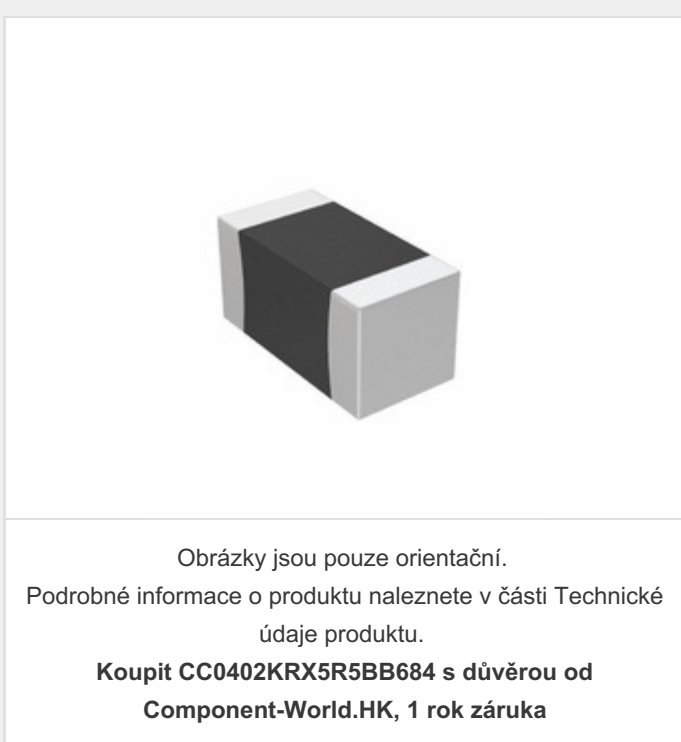 Obrázky jsou pouze orientační.
Podrobné informace o produktu naleznete v části Technické
údaje produktu.
Koupit CC0402KRX5R5BB684 s důvěrou od
Component-World.HK, 1 rok záruka